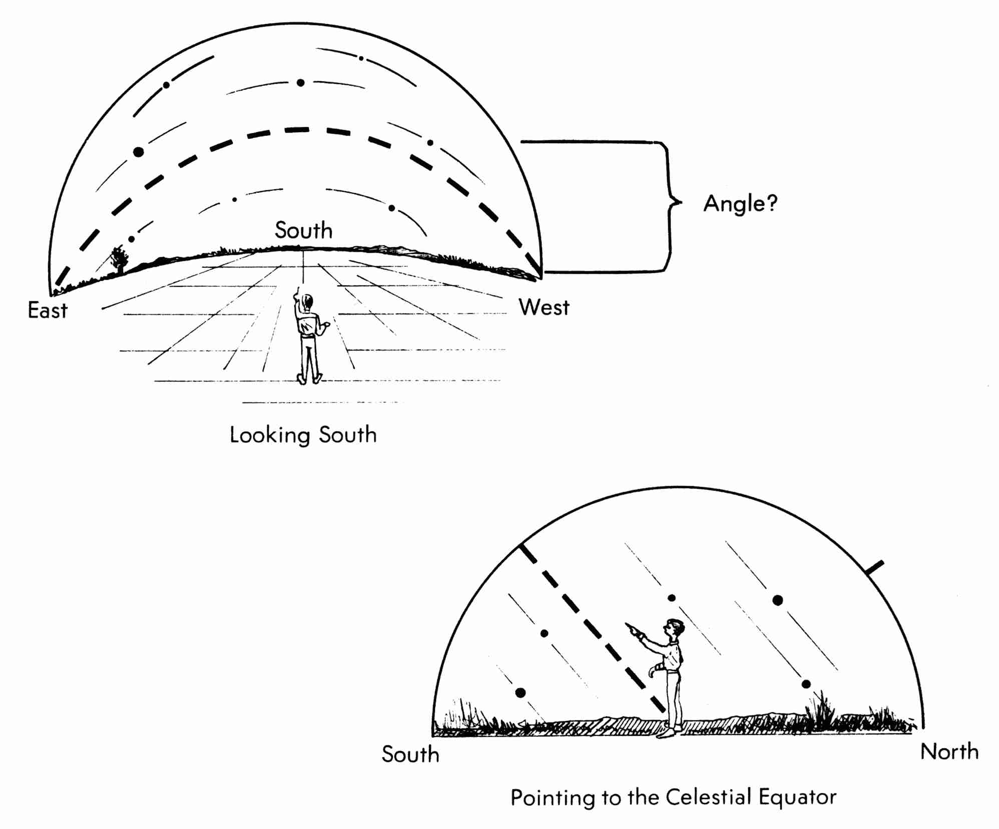 South
Angle?
East
West
Looking South
South
North
Pointing to the Celestial Equator